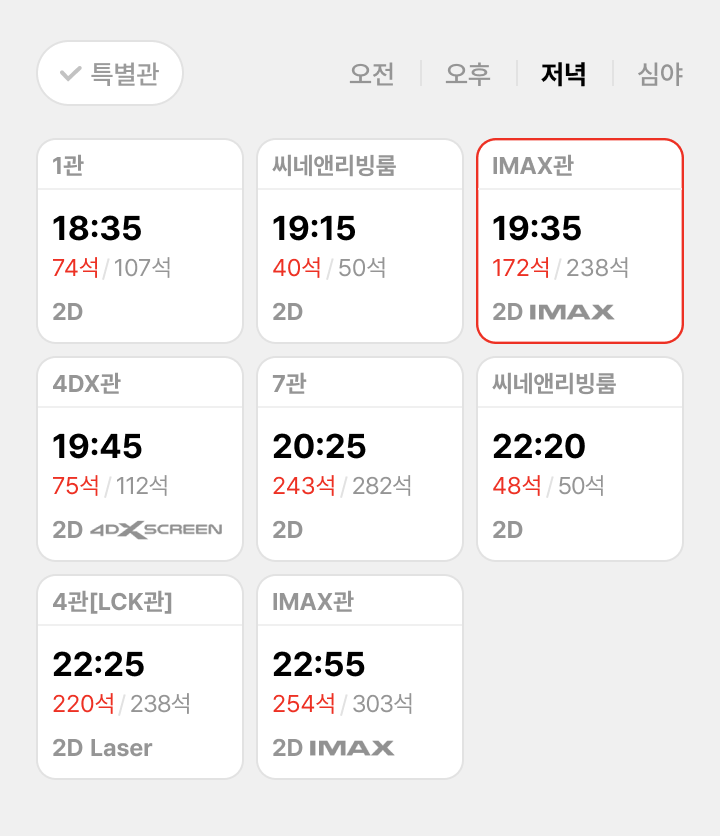 특별관
오전
오후
저녁
심야
1관
18:35
74석/107석
2D
씨네앤리빙룸
19:15
40석/50석
2D
IMAX관
19:35
172석/238석
2D IMAX
4DX관
19:45
75석/112석
2D 4DXSCREEN
7관
20:25
243석/282석
2D
씨네앤리빙룸
22:20
48석/50석
2D
4관[LCK관]
22:25
220석/238석
2D Laser
IMAX관
22:55
254석/303석
2D IMAX